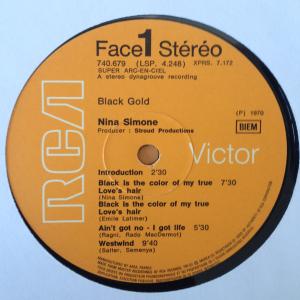 Face 1 Stéréo
740.679 (LSP. 4.248) XPRS. 7.172
SUPER ARC-EN-CIEL
A stereo dynagroove recording
Black Gold
(P) 1970
Nina Simone
BIEM
Producer : Stroud Productions
RCA
Victor
Introduction 2'30
Black is the color of my true 7'30
Love's hair
(Nina Simone)
Black is the color of my true
Love's hair
(Emile Latimer)
Ain't got no - I got life 5'30
(Ragni, Rado MacDermot)
Westwind 9'40
(Salter, Semenya)